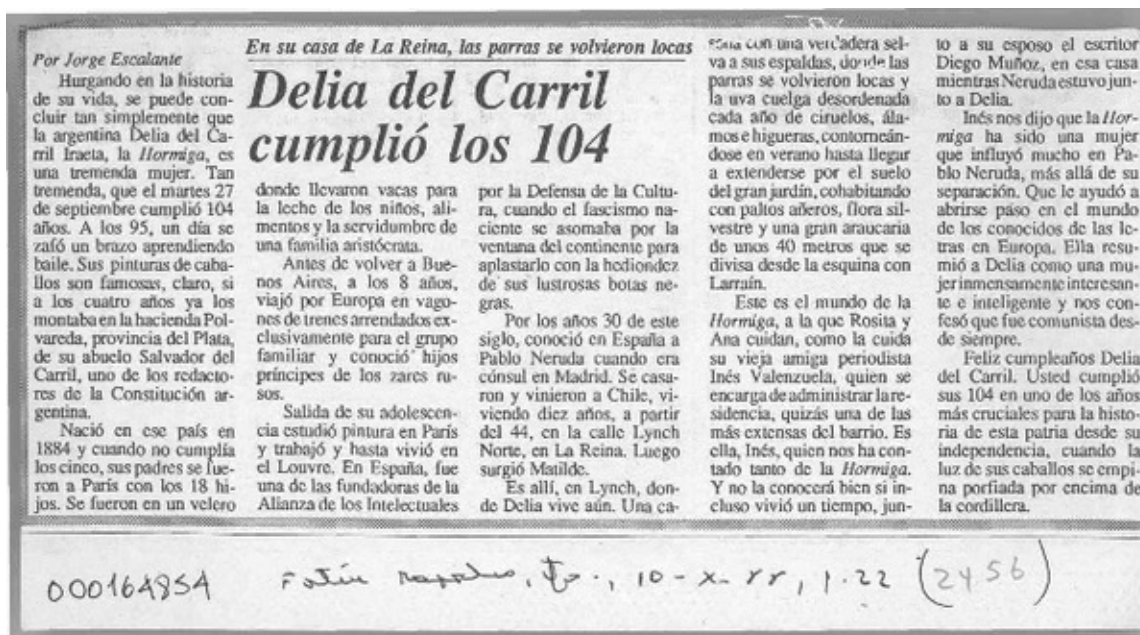 En su casa de La Reina, las parras se volvieron locas
Delia del Carril
cumplió los 104
Por Jorge Escalante
Hurgando en la historia
de su vida, se puede con-
cluir tan simplemente que
la argentina Delia del Ca-
rril Iraeta, la Hormiga, es
una tremenda mujer. Tan
tremenda, que el martes 27
de septiembre cumplió 104
años. A los 95, un día se
zafó un brazo aprendiendo
baile. Sus pinturas de caba-
llos son famosas, claro, si
a los cuatro años ya los
montaba en la hacienda Pol-
vareda, provincia del Plata,
de su abuelo Salvador del
Carril, uno de los redacto-
res de la Constitución ar-
gentina.
Nació en ese país en
1884 y cuando no cumplía
los cinco, sus padres se fue-
ron a París con los 18 hi-
jos. Se fueron en un velero
donde llevaron vacas para
la leche de los niños, ali-
mentos y la servidumbre de
una familia aristócrata.
Antes de volver a Bue-
nos Aires, a los 8 años,
viajó por Europa en vago-
nes de trenes arrendados ex-
clusivamente para el grupo
familiar y conoció hijos
príncipes de los zares ru-
sos.
Salida de su adolescen-
cia estudió pintura en París
y trabajó y hasta vivió en
el Louvre. En España, fue
una de las fundadoras de la
Alianza de los Intelectuales
por la Defensa de la Cultu-
ra, cuando el fascismo na-
ciente se asomaba por la
ventana del continente para
aplastarlo con la hediondez
de sus lustrosas botas ne-
gras.
Por los años 30 de este
siglo, conoció en España a
Pablo Neruda cuando era
cónsul en Madrid. Se casa-
ron y vinieron a Chile, vi-
viendo diez años, a partir
del 44, en la calle Lynch
Norte, en La Reina. Luego
surgió Matilde.
Es allí, en Lynch, don-
de Delia vive aún. Una ca-
con una verdadera sel-
va a sus espaldas, donde las
parras se volvieron locas y
la uva cuelga desordenada
cada año de ciruelos, ála-
mos e higueras, contorneán-
dose en verano hasta llegar
a extenderse por el suelo
del gran jardín, cohabitando
con paltos añeros, flora sil-
vestre y una gran araucaria
de unos 40 metros que se
divisa desde la esquina con
Larraín.
Este es el mundo de la
Hormiga, a la que Rosita y
Ana cuidan, como la cuida
su vieja amiga periodista
Inés Valenzuela, quien se
encarga de administrar la re-
sidencia, quizás una de las
más extensas del barrio. Es
ella, Inés, quien nos ha con-
tado tanto de la Hormiga.
Y no la conocerá bien si in-
cluso vivió un tiempo, jun-
to a su esposo el escritor
Diego Muñoz, en esa casa
mientras Neruda estuvo jun-
to a Delia.
Inés nos dijo que la Hor-
miga ha sido una mujer
que influyó mucho en Pa-
blo Neruda, más allá de su
separación. Que le ayudó a
abrirse paso en el mundo
de los conocidos de las le-
tras en Europa. Ella resu-
mió a Delia como una mu-
jer inmensamente interesan-
te e inteligente y nos con-
fesó que fue comunista des-
de siempre.
Feliz cumpleaños Delia
del Carril. Usted cumplió
sus 104 en uno de los años
más cruciales para la histo-
ria de esta patria desde su
independencia, cuando la
luz de sus caballos se empi-
na porfiada por encima de
la cordillera.
000164854
10-X-88, p.22 (2456)